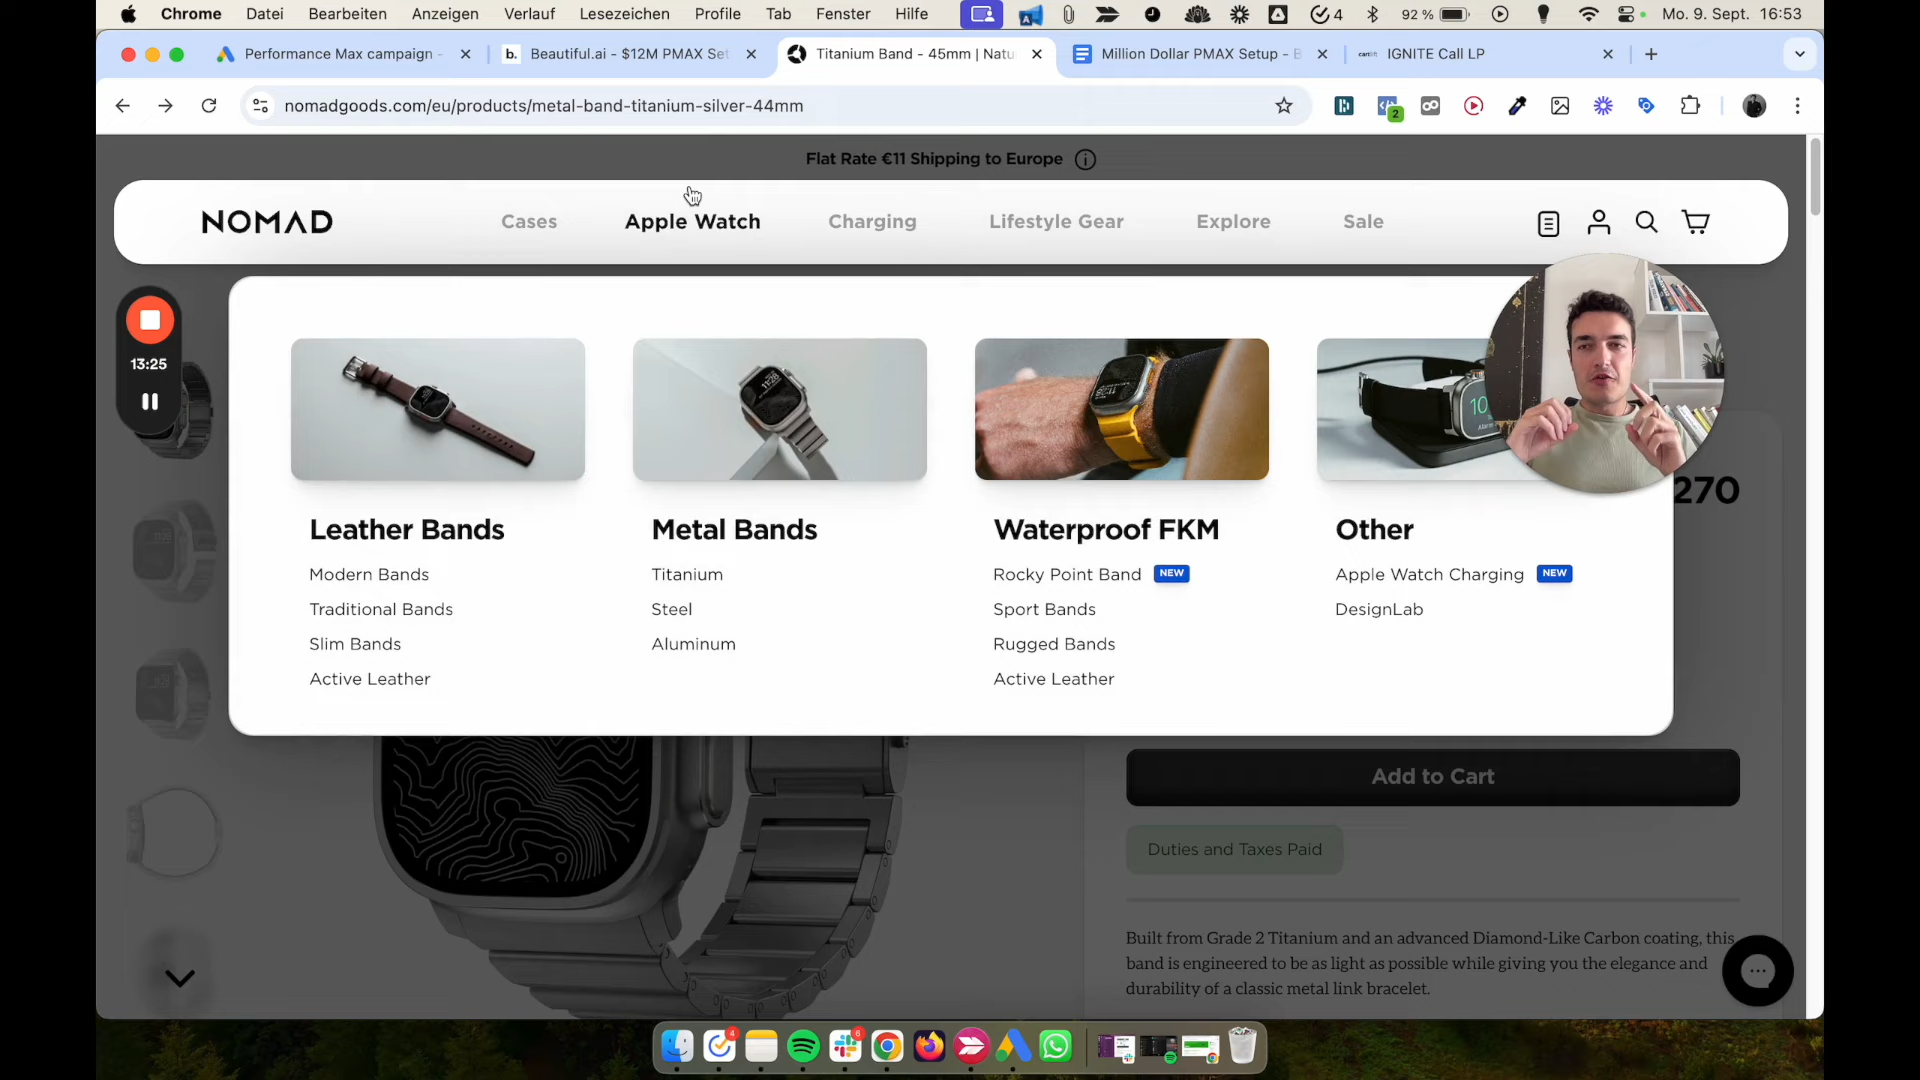 Chrome Datei Bearbeiten Anzeigen Verlauf Lesezeichen Profile Tab Fenster Hilfe 4 92 % Mo. 9. Sept. 16:53
Performance Max campaign - b. Beautiful.ai - $12M PMAX Set Titanium Band - 45mm | Natu Million Dollar PMAX Setup - B IGNITE Call LP
nomadgoods.com/eu/products/metal-band-titanium-silver-44mm 2
Flat Rate €11 Shipping to Europe
NOMAD Cases Apple Watch Charging Lifestyle Gear Explore Sale
13:25
270
Leather Bands
Modern Bands
Traditional Bands
Slim Bands
Active Leather
Metal Bands
Titanium
Steel
Aluminum
Waterproof FKM
Rocky Point Band NEW
Sport Bands
Rugged Bands
Active Leather
Other
Apple Watch Charging NEW
DesignLab
Add to Cart
Duties and Taxes Paid
Built from Grade 2 Titanium and an advanced Diamond-Like Carbon coating, this
band is engineered to be as light as possible while giving you the elegance and
durability of a classic metal link bracelet.
4 6